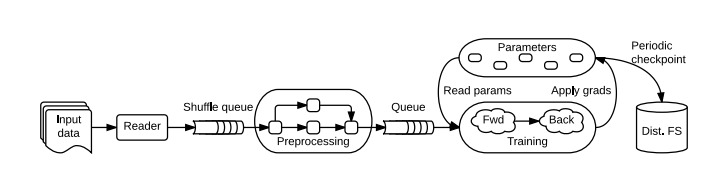 Input
data
Reader
Shuffle queue
Preprocessing
Queue
Parameters
Read params
Apply grads
Fwd
Back
Training
Periodic
checkpoint
Dist. FS